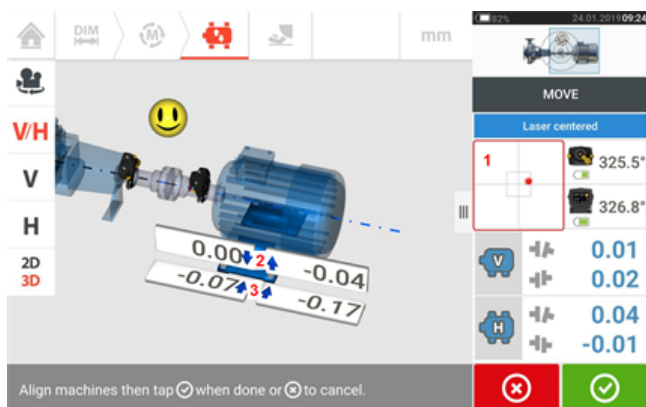 DIM
M
mm
82%
24.01.2019 09:24
MOVE
Laser centered
1
325.5°
326.8°
V/H
V
H
2D
3D
0.00
2
-0.04
-0.07
3
-0.17
V
0.01
0.02
H
0.04
-0.01
Align machines then tap when done or to cancel.